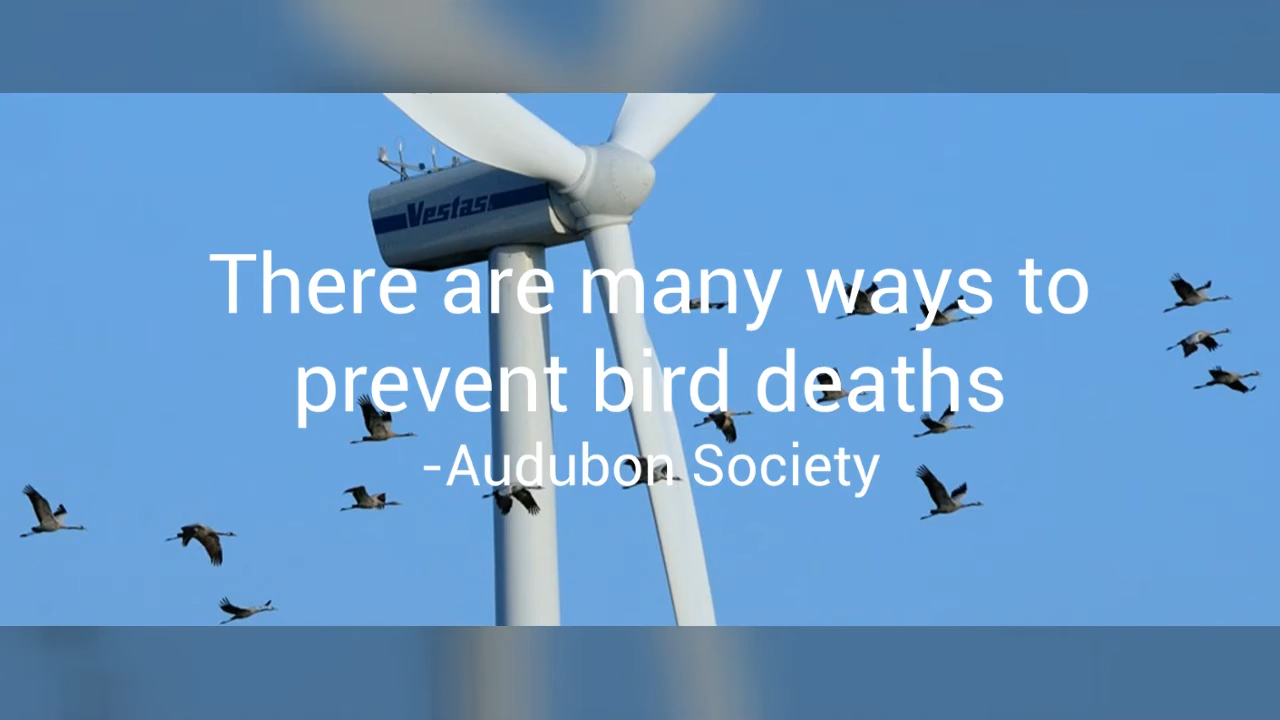 Vestas
There are many ways to
prevent bird deaths
-Audubon Society